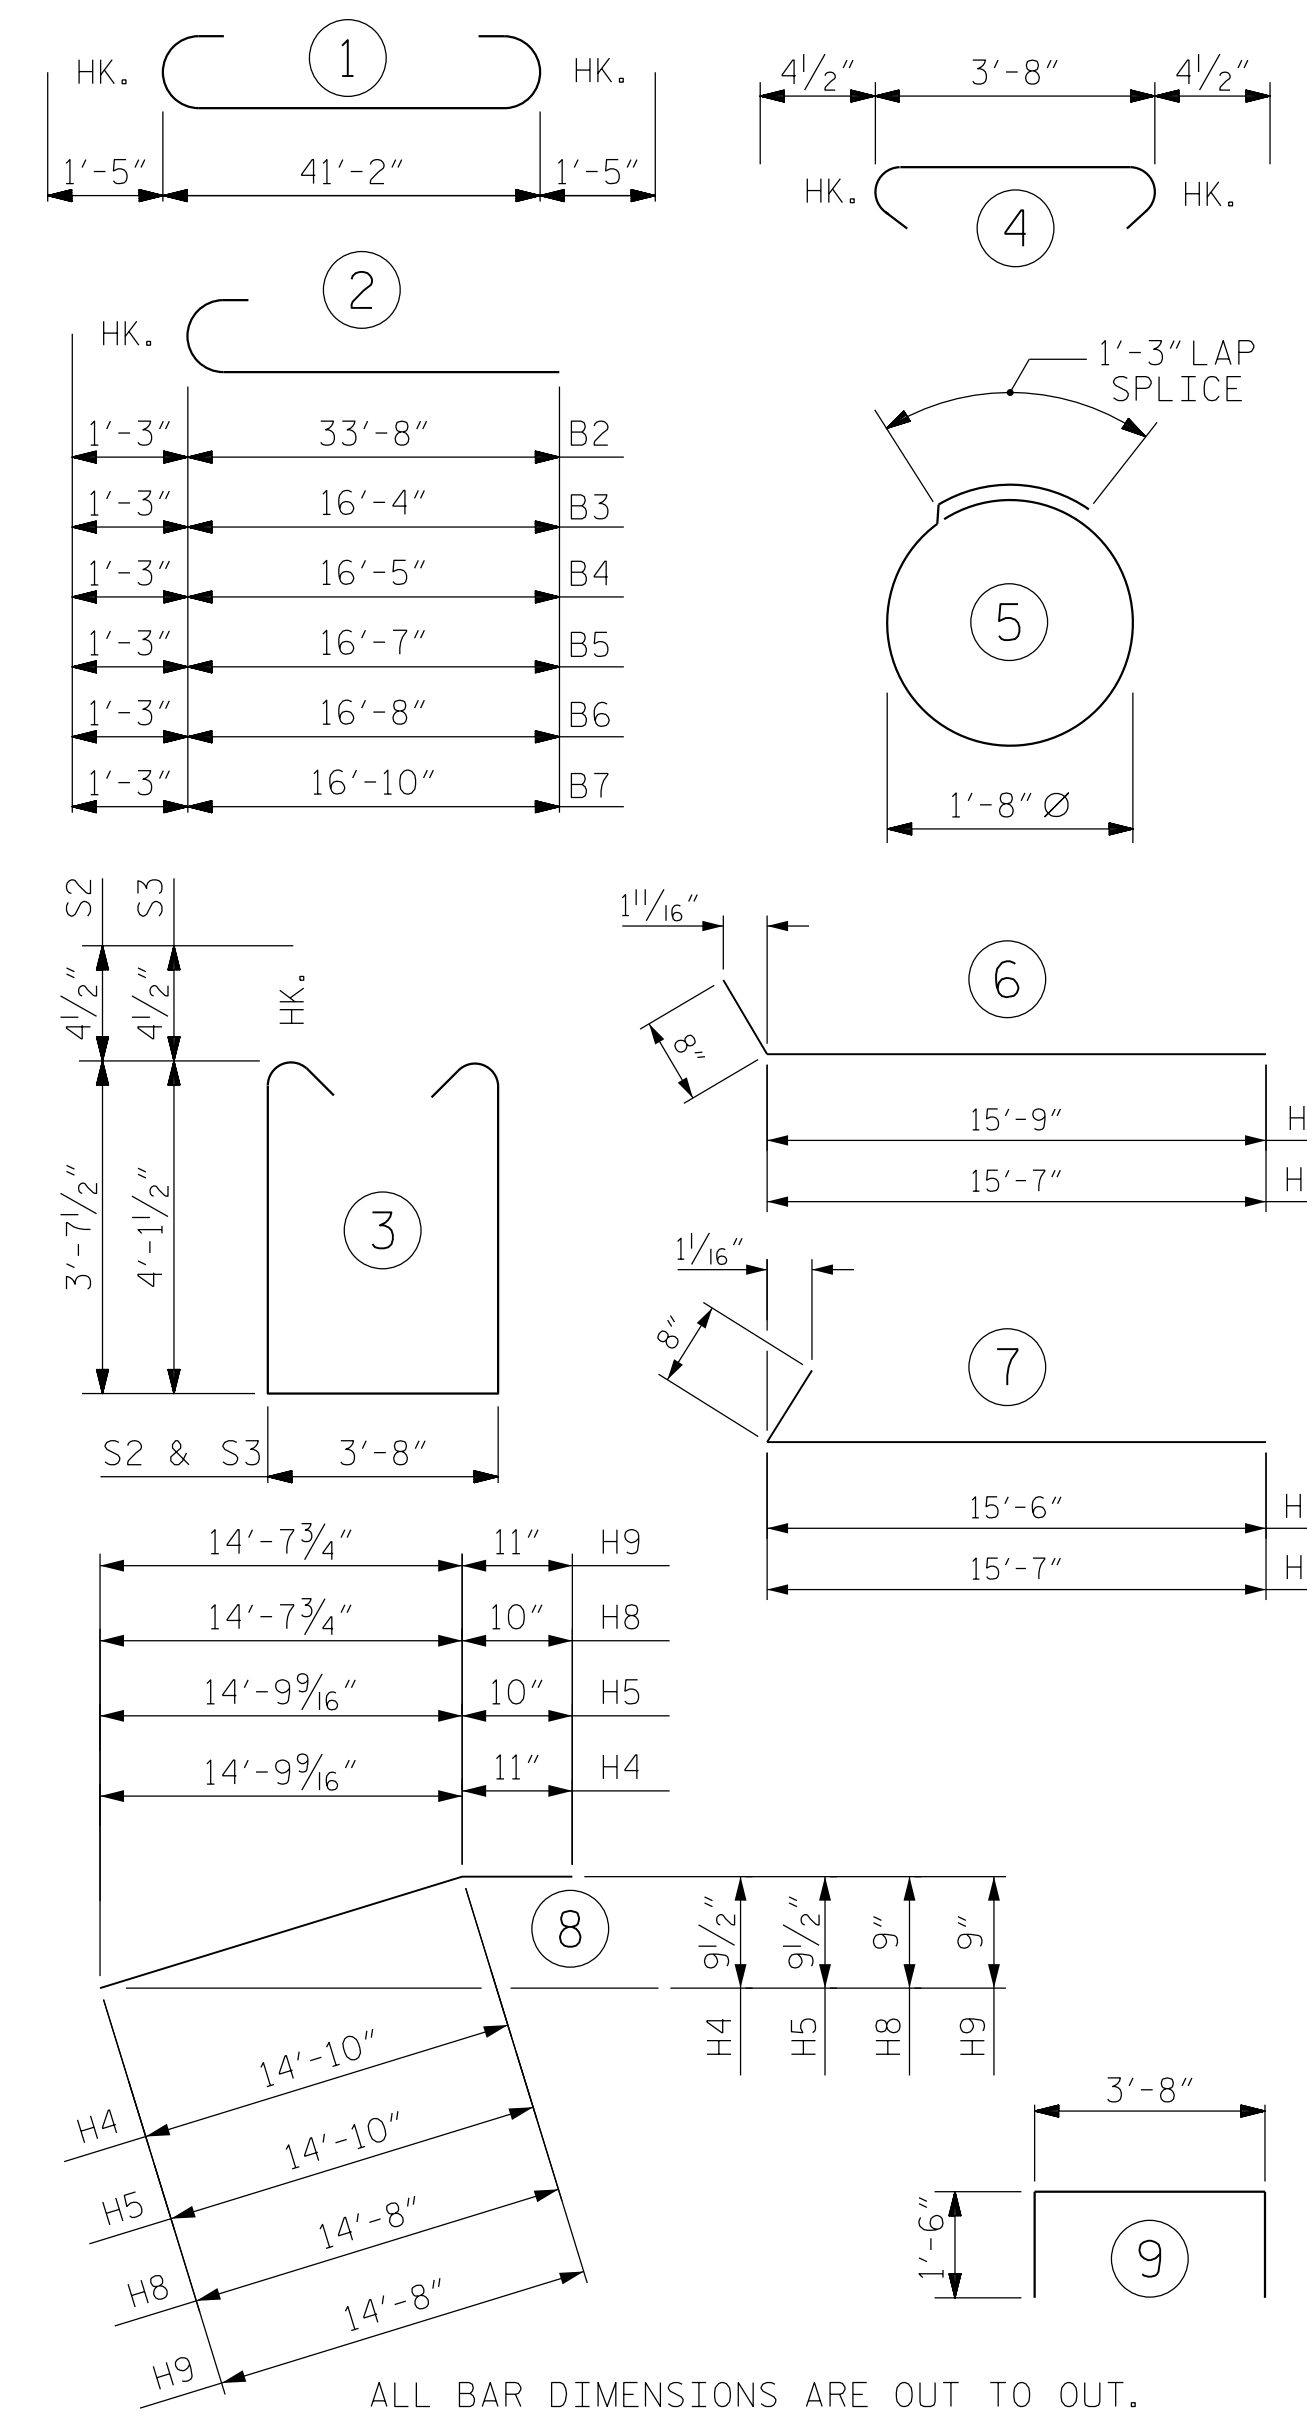 1
HK.
HK.
1'-5"
41'-2"
1'-5"
4½"
3'-8"
4½"
HK.
4
HK.
2
HK.
1'-3" 33'-8" B2
1'-3" 16'-4" B3
1'-3" 16'-5" B4
1'-3" 16'-7" B5
1'-3" 16'-8" B6
1'-3" 16'-10" B7
1'-3" LAP
SPLICE
5
1'-8" Ø
S2
S3
4½"
4½"
HK.
3'-7½"
4'-1½"
3
S2 & S3 3'-8"
1 11/16"
6
8"
15'-9" H
15'-7" H
1 1/16"
8"
7
15'-6" H
15'-7" H
14'-7¾" 11" H9
14'-7¾" 10" H8
14'-9 9/16" 10" H5
14'-9 9/16" 11" H4
8
9½"
9½"
9"
9"
H4
H5
H8
H9
H4 14'-10"
H5 14'-10"
H8 14'-8"
H9 14'-8"
3'-8"
1'-6"
9
ALL BAR DIMENSIONS ARE OUT TO OUT.